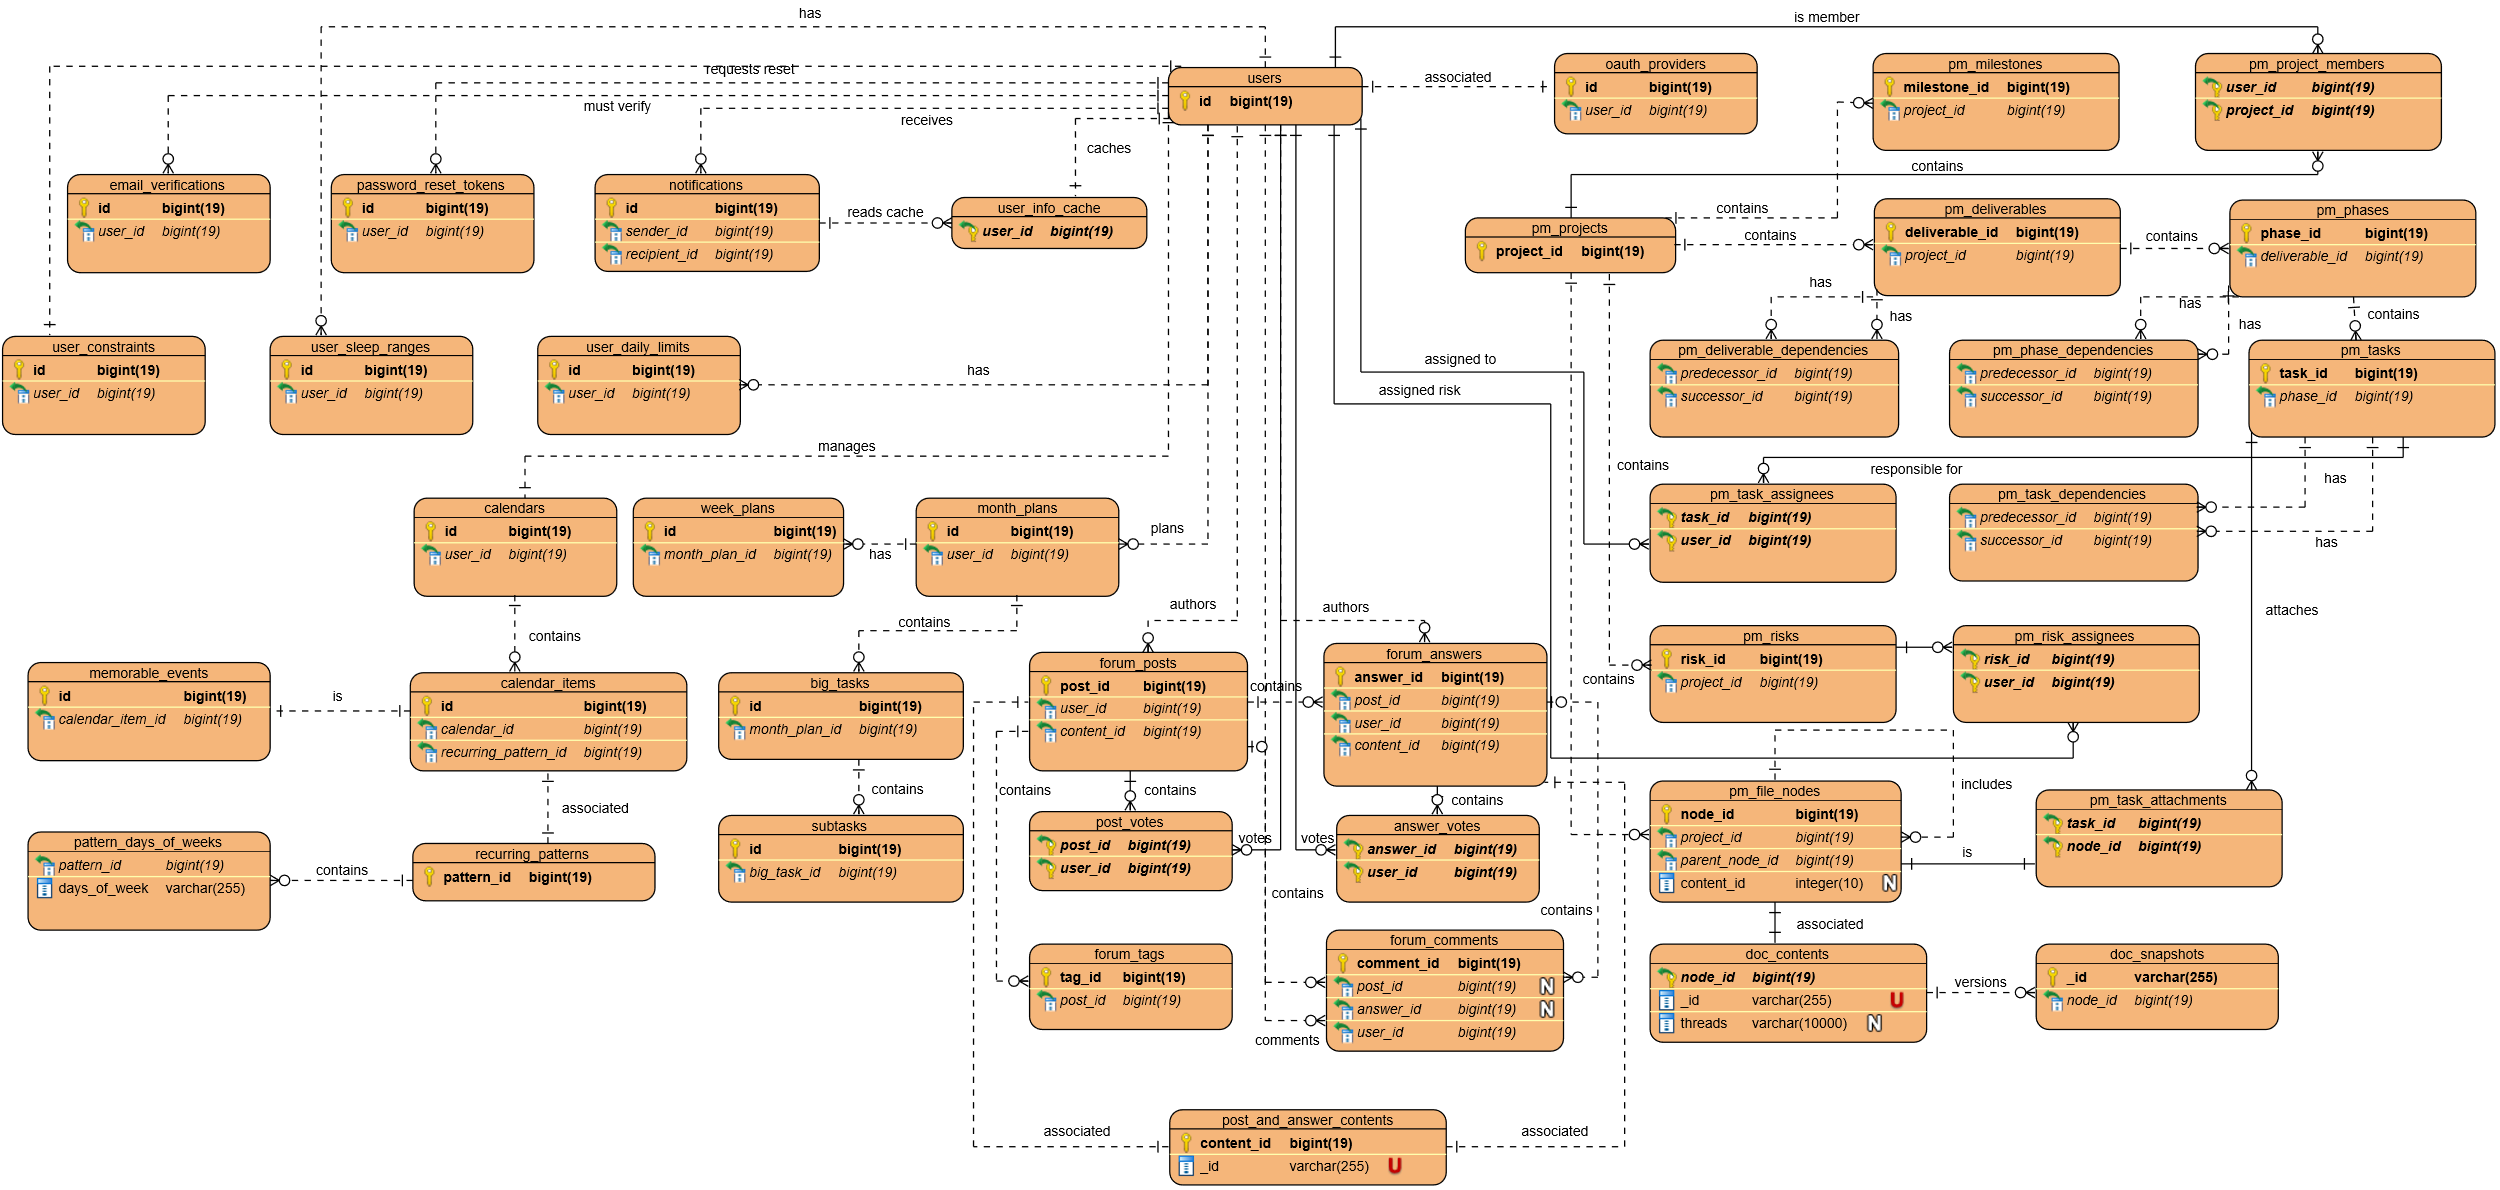 has
is member
requests reset
must verify
receives
caches
associated
users
id bigint(19)
oauth_providers
id bigint(19)
user_id bigint(19)
pm_milestones
milestone_id bigint(19)
project_id bigint(19)
pm_project_members
user_id bigint(19)
project_id bigint(19)
contains
email_verifications
id bigint(19)
user_id bigint(19)
password_reset_tokens
id bigint(19)
user_id bigint(19)
notifications
id bigint(19)
sender_id bigint(19)
recipient_id bigint(19)
reads cache
user_info_cache
user_id bigint(19)
pm_projects
project_id bigint(19)
contains
contains
pm_deliverables
deliverable_id bigint(19)
project_id bigint(19)
contains
pm_phases
phase_id bigint(19)
deliverable_id bigint(19)
has
has
has
has
contains
user_constraints
id bigint(19)
user_id bigint(19)
user_sleep_ranges
id bigint(19)
user_id bigint(19)
user_daily_limits
id bigint(19)
user_id bigint(19)
has
assigned to
assigned risk
pm_deliverable_dependencies
predecessor_id bigint(19)
successor_id bigint(19)
pm_phase_dependencies
predecessor_id bigint(19)
successor_id bigint(19)
pm_tasks
task_id bigint(19)
phase_id bigint(19)
manages
contains
responsible for
has
has
calendars
id bigint(19)
user_id bigint(19)
week_plans
id bigint(19)
month_plan_id bigint(19)
has
month_plans
id bigint(19)
user_id bigint(19)
plans
pm_task_assignees
task_id bigint(19)
user_id bigint(19)
pm_task_dependencies
predecessor_id bigint(19)
successor_id bigint(19)
contains
contains
authors
authors
attaches
memorable_events
id bigint(19)
calendar_item_id bigint(19)
is
calendar_items
id bigint(19)
calendar_id bigint(19)
recurring_pattern_id bigint(19)
big_tasks
id bigint(19)
month_plan_id bigint(19)
forum_posts
post_id bigint(19)
user_id bigint(19)
content_id bigint(19)
contains
forum_answers
answer_id bigint(19)
post_id bigint(19)
user_id bigint(19)
content_id bigint(19)
contains
pm_risks
risk_id bigint(19)
project_id bigint(19)
pm_risk_assignees
risk_id bigint(19)
user_id bigint(19)
associated
contains
contains
contains
contains
includes
pattern_days_of_weeks
pattern_id bigint(19)
days_of_week varchar(255)
contains
recurring_patterns
pattern_id bigint(19)
subtasks
id bigint(19)
big_task_id bigint(19)
post_votes
post_id bigint(19)
user_id bigint(19)
votes
votes
answer_votes
answer_id bigint(19)
user_id bigint(19)
pm_file_nodes
node_id bigint(19)
project_id bigint(19)
parent_node_id bigint(19)
content_id integer(10) N
is
pm_task_attachments
task_id bigint(19)
node_id bigint(19)
contains
contains
associated
forum_tags
tag_id bigint(19)
post_id bigint(19)
forum_comments
comment_id bigint(19)
post_id bigint(19) N
answer_id bigint(19) N
user_id bigint(19)
comments
doc_contents
node_id bigint(19)
_id varchar(255) U
threads varchar(10000) N
versions
doc_snapshots
_id varchar(255)
node_id bigint(19)
associated
post_and_answer_contents
content_id bigint(19)
_id varchar(255) U
associated